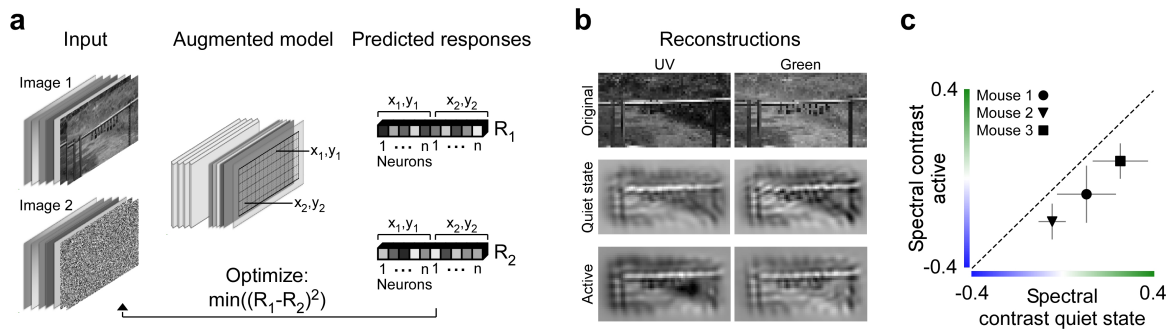 a
Input
Augmented model
Predicted responses
Image 1
x1,y1
x2,y2
x1,y1 x2,y2
R1
1 ... n 1 ... n
Neurons
Image 2
x1,y1 x2,y2
R2
1 ... n 1 ... n
Neurons
Optimize:
min((R1-R2)2)
b
Reconstructions
UV
Green
Original
Quiet state
Active
c
0.4
Mouse 1
Mouse 2
Mouse 3
Spectral contrast
active
-0.4
-0.4
0.4
Spectral
contrast quiet state